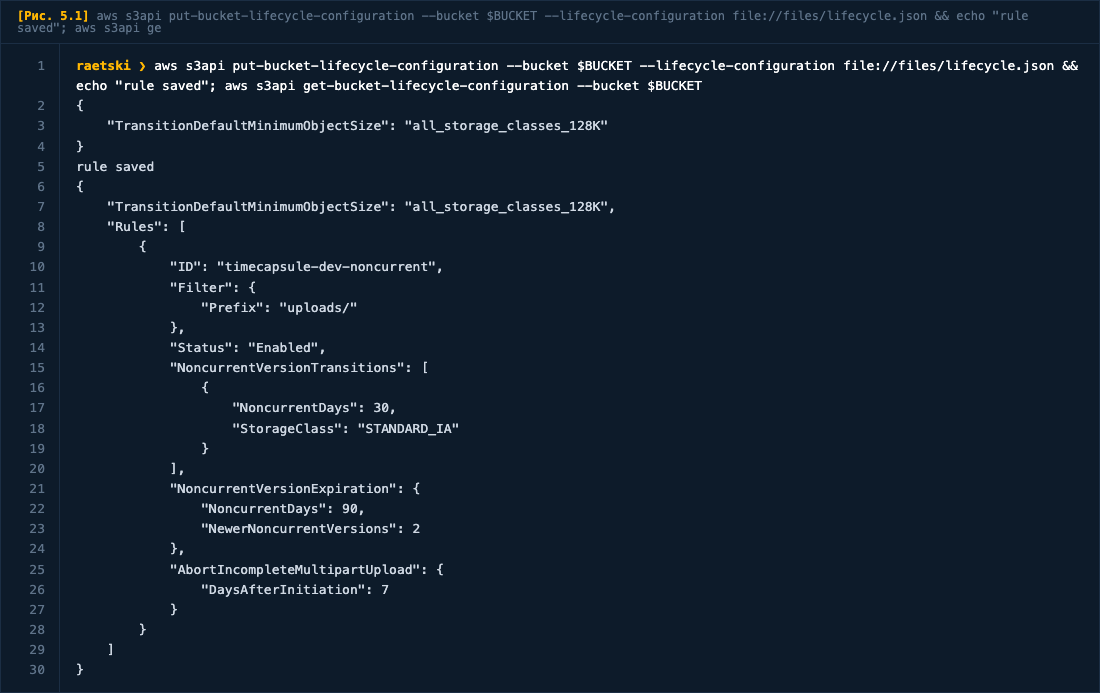 [Рис. 5.1] aws s3api put-bucket-lifecycle-configuration --bucket $BUCKET --lifecycle-configuration file://files/lifecycle.json && echo "rule
saved"; aws s3api ge
1 raetski ❯ aws s3api put-bucket-lifecycle-configuration --bucket $BUCKET --lifecycle-configuration file://files/lifecycle.json &&
echo "rule saved"; aws s3api get-bucket-lifecycle-configuration --bucket $BUCKET
2 {
3     "TransitionDefaultMinimumObjectSize": "all_storage_classes_128K"
4 }
5 rule saved
6 {
7     "TransitionDefaultMinimumObjectSize": "all_storage_classes_128K",
8     "Rules": [
9         {
10             "ID": "timecapsule-dev-noncurrent",
11             "Filter": {
12                 "Prefix": "uploads/"
13             },
14             "Status": "Enabled",
15             "NoncurrentVersionTransitions": [
16                 {
17                     "NoncurrentDays": 30,
18                     "StorageClass": "STANDARD_IA"
19                 }
20             ],
21             "NoncurrentVersionExpiration": {
22                 "NoncurrentDays": 90,
23                 "NewerNoncurrentVersions": 2
24             },
25             "AbortIncompleteMultipartUpload": {
26                 "DaysAfterInitiation": 7
27             }
28         }
29     ]
30 }